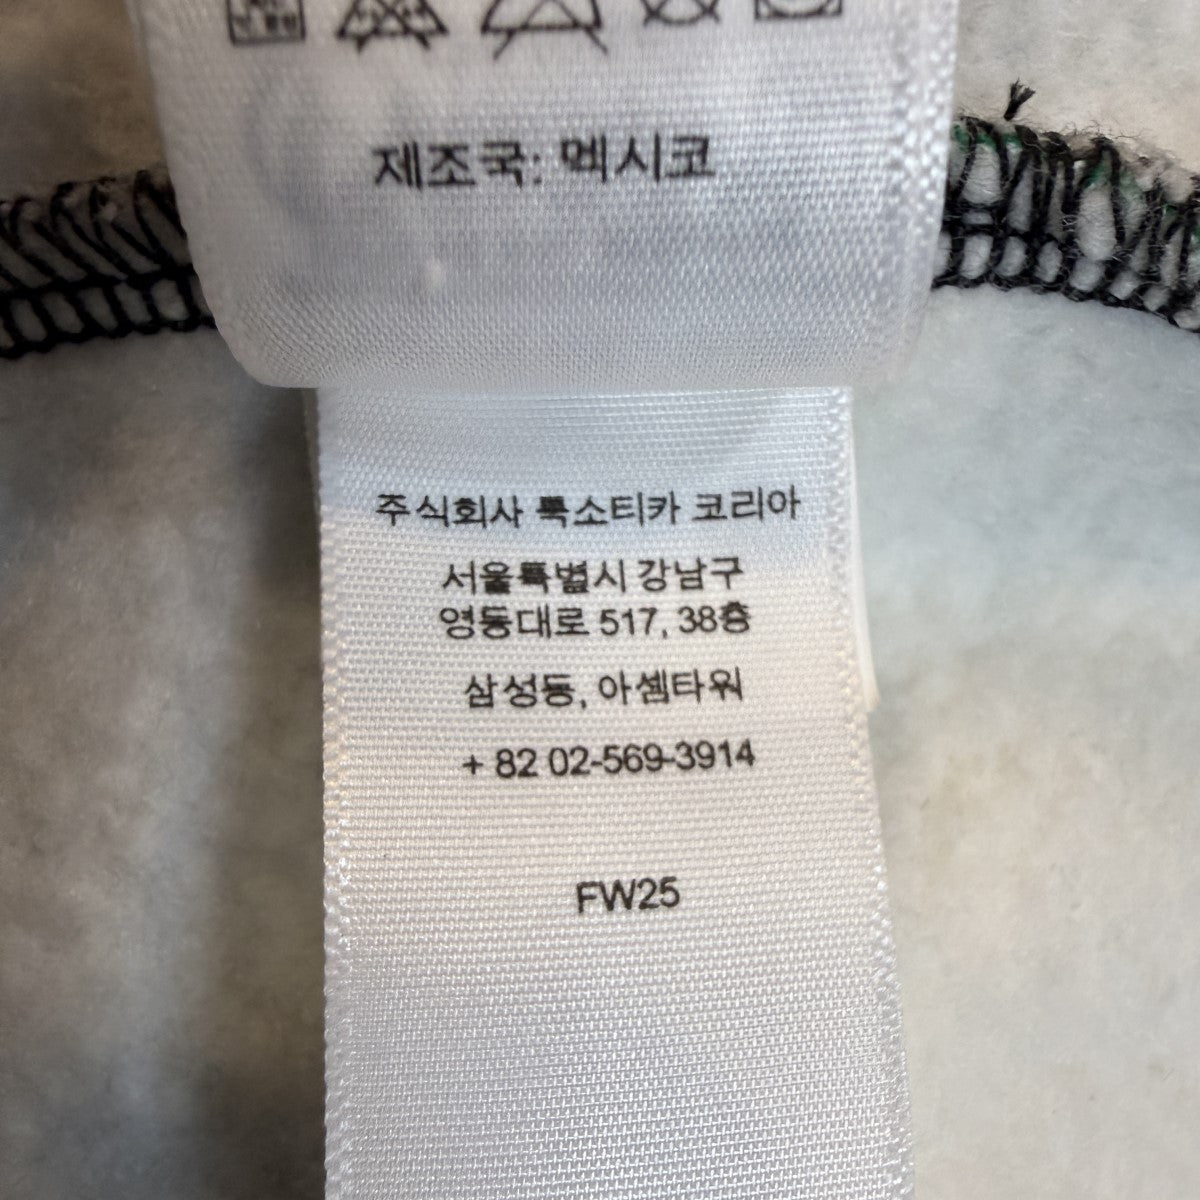 제조국: 멕시코
주식회사 룩소티카 코리아
서울특별시 강남구
영동대로 517, 38층
삼성동, 아셈타워
+ 82 02-569-3914
FW25